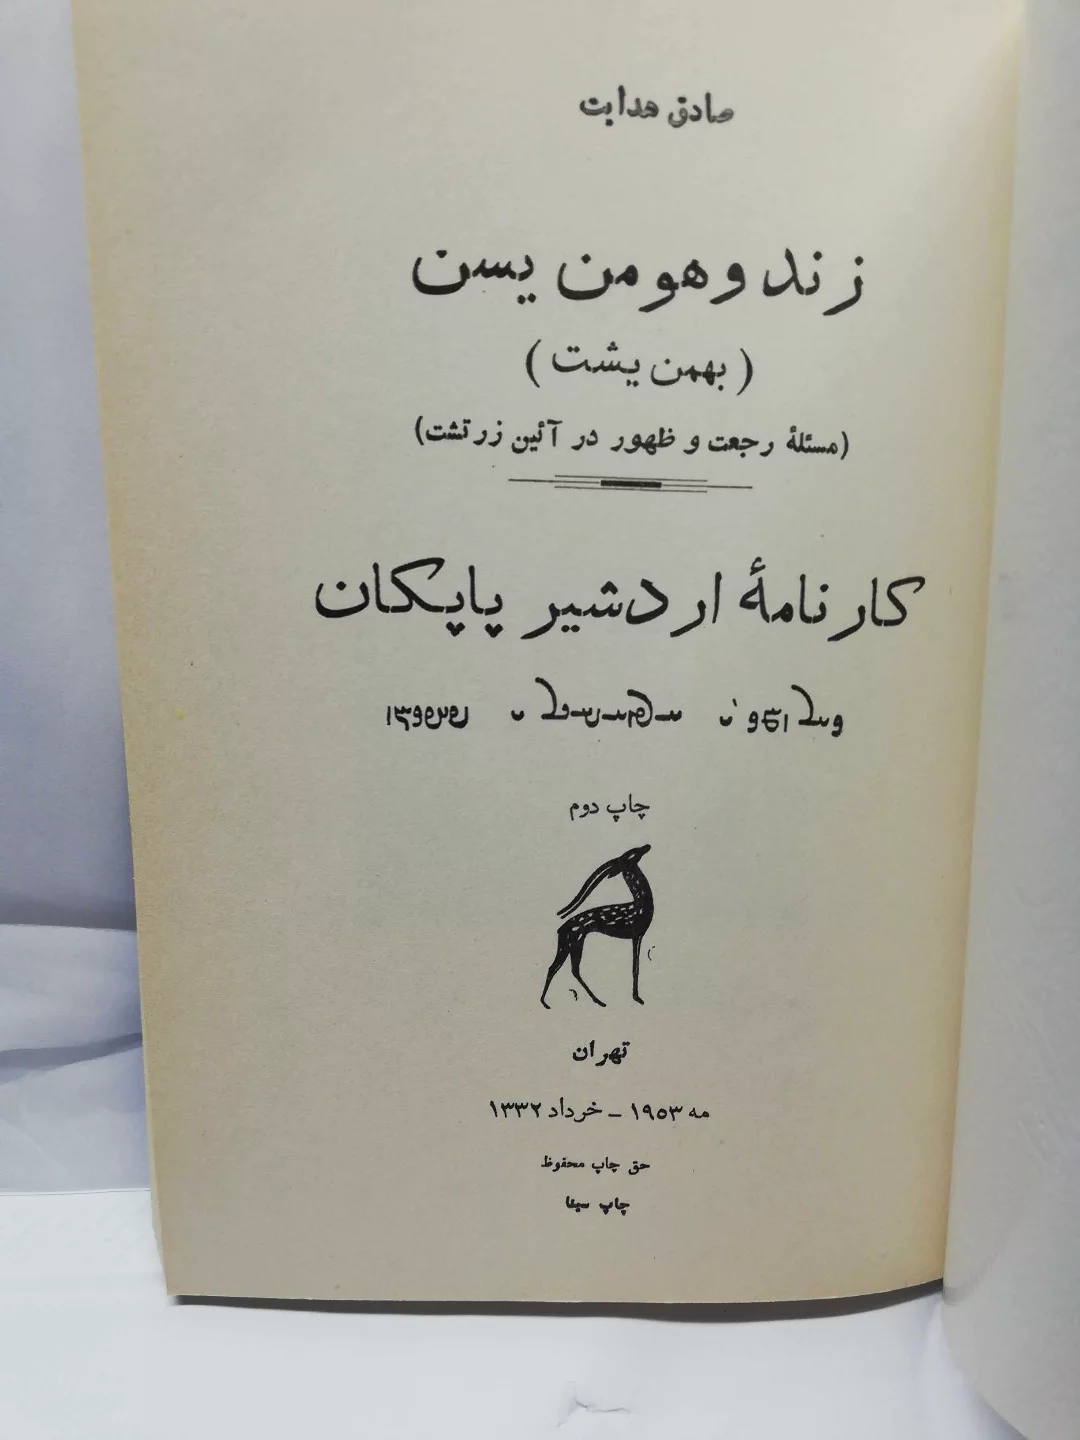 صادق هدایت
زند و هومن یسن
(بهمن یشت)
(مسئلهٔ رجعت و ظهور در آئین زرتشت)
کارنامهٔ اردشیر پاپکان
چاپ دوم
تهران
مه ۱۹۵۳ ـ خرداد ۱۳۳۲
حق چاپ محفوظ
چاپ سینا